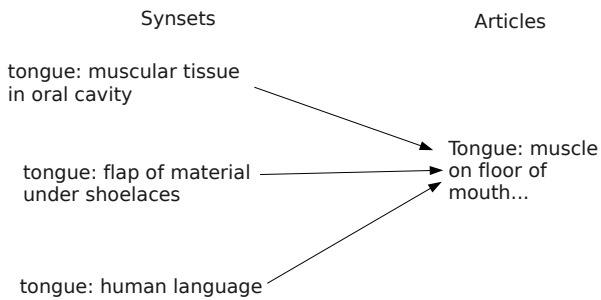 Synsets
Articles
tongue: muscular tissue
in oral cavity
tongue: flap of material
under shoelaces
tongue: human language
Tongue: muscle
on floor of
mouth...